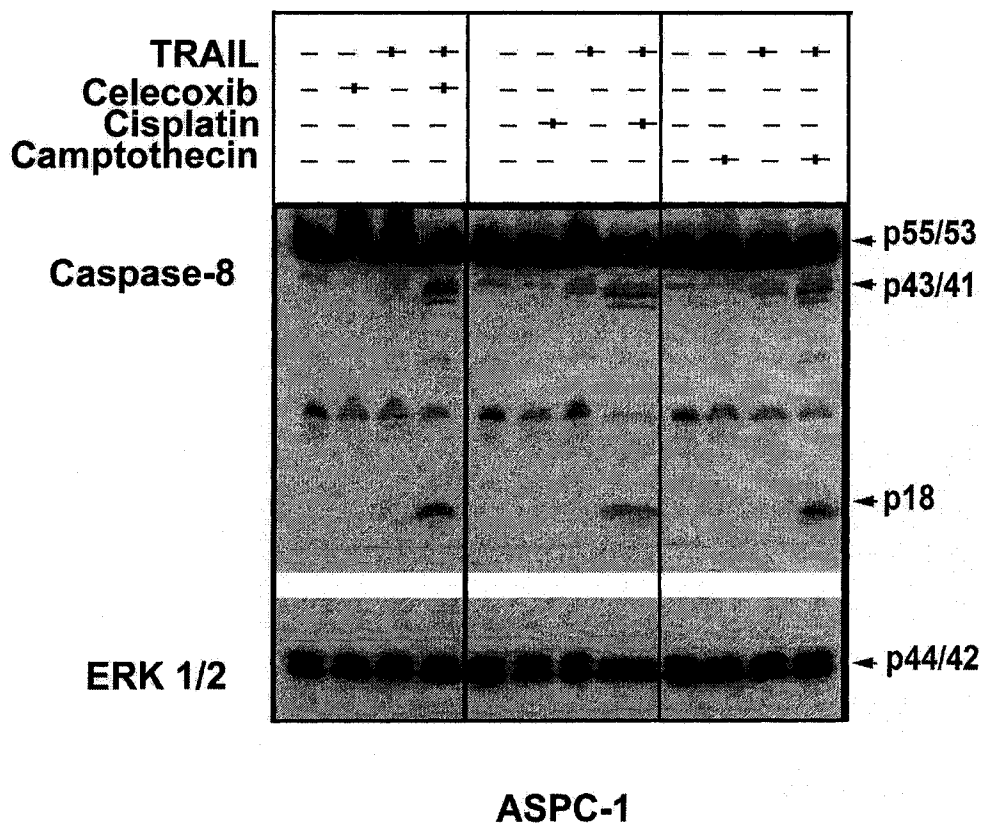 TRAIL – – + + – – + + – – + +
Celecoxib – + – + – – – – – – – –
Cisplatin – – – – – + – + – – – –
Camptothecin – – – – – – – – – + – +
p55/53
Caspase-8
p43/41
p18
ERK 1/2
p44/42
ASPC-1